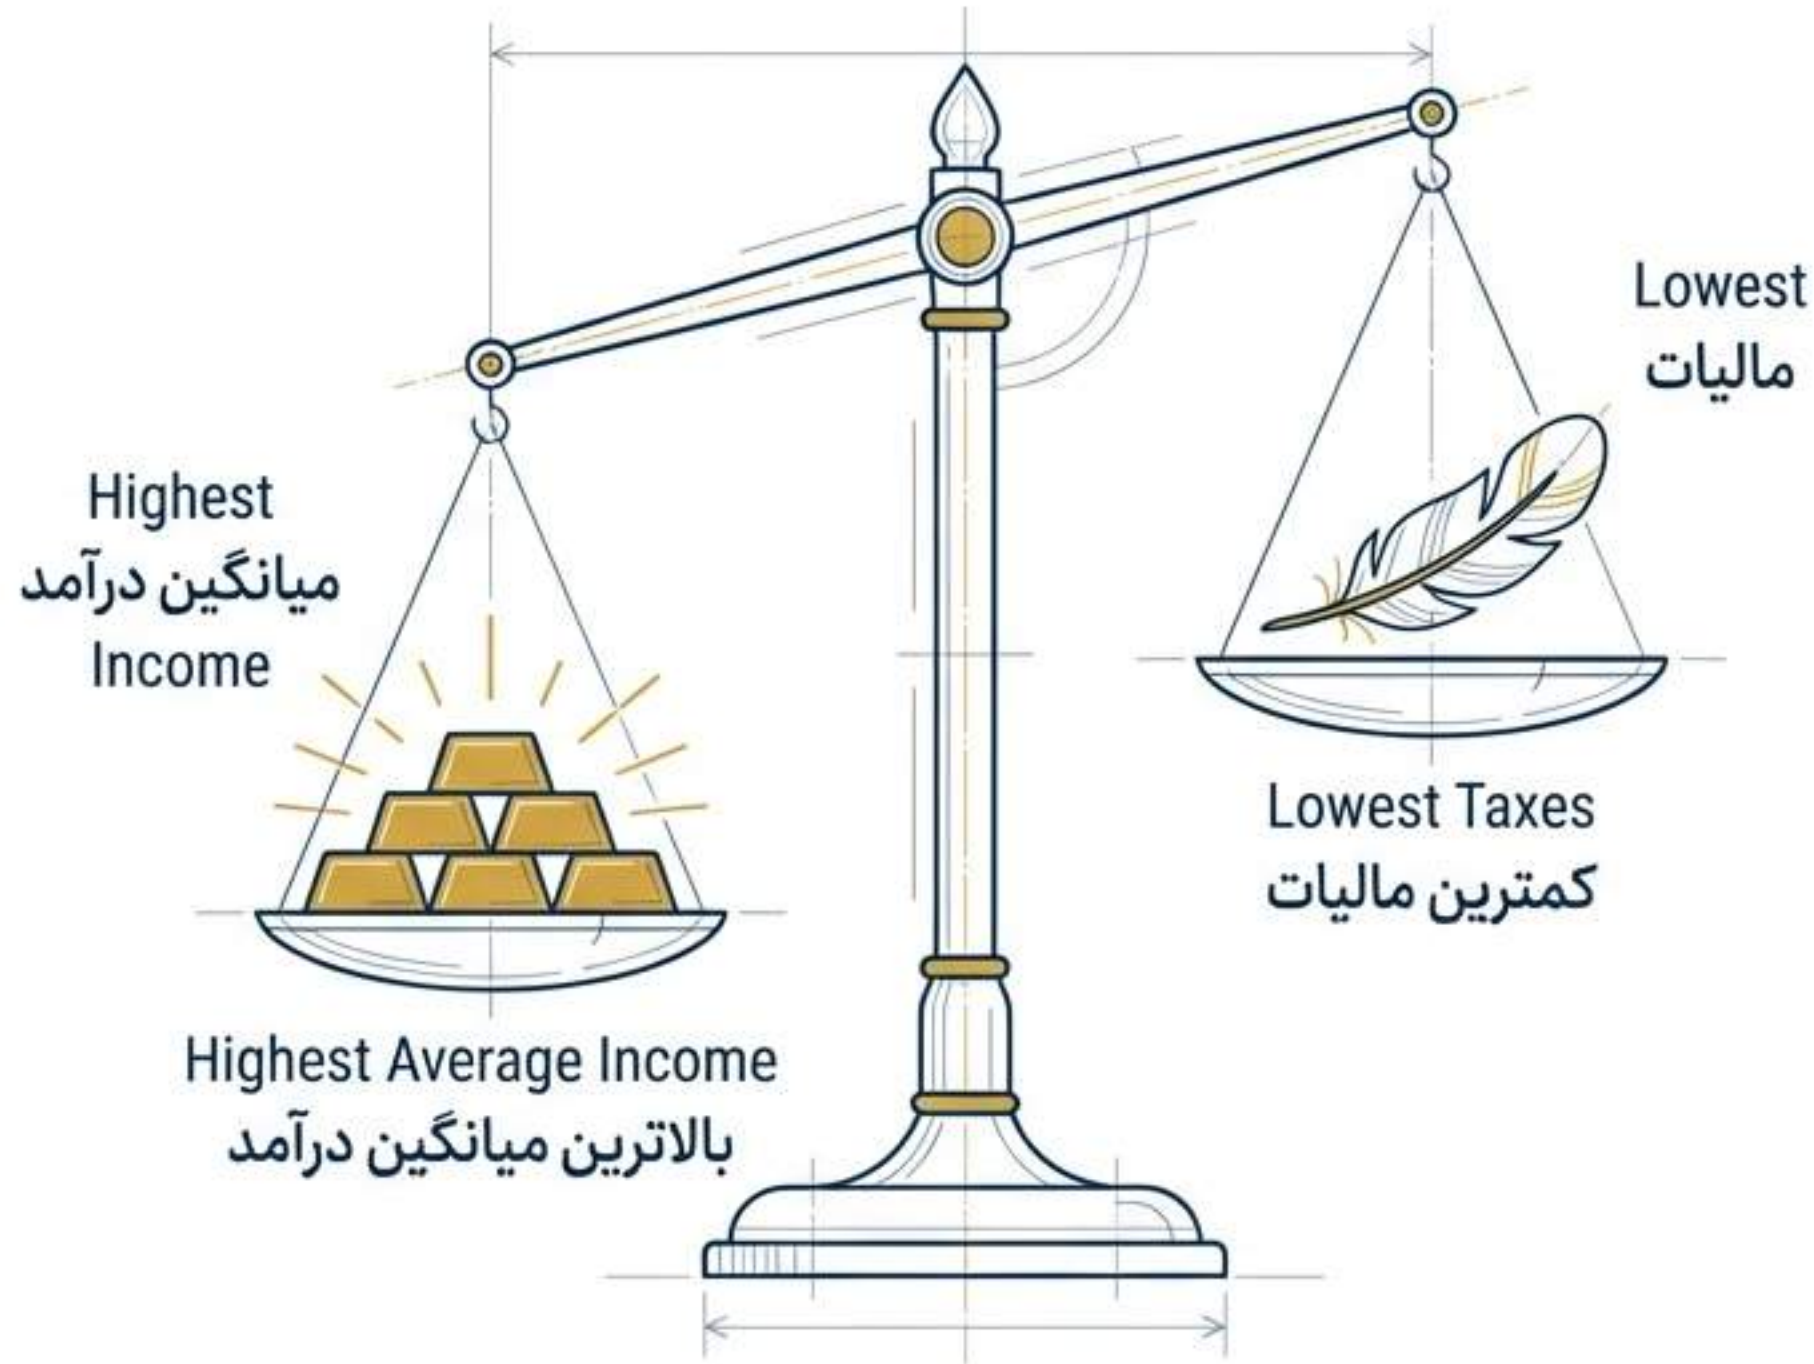 Highest
میانگین درآمد
Income
Highest Average Income
بالاترین میانگین درآمد
Lowest
مالیات
Lowest Taxes
کمترین مالیات